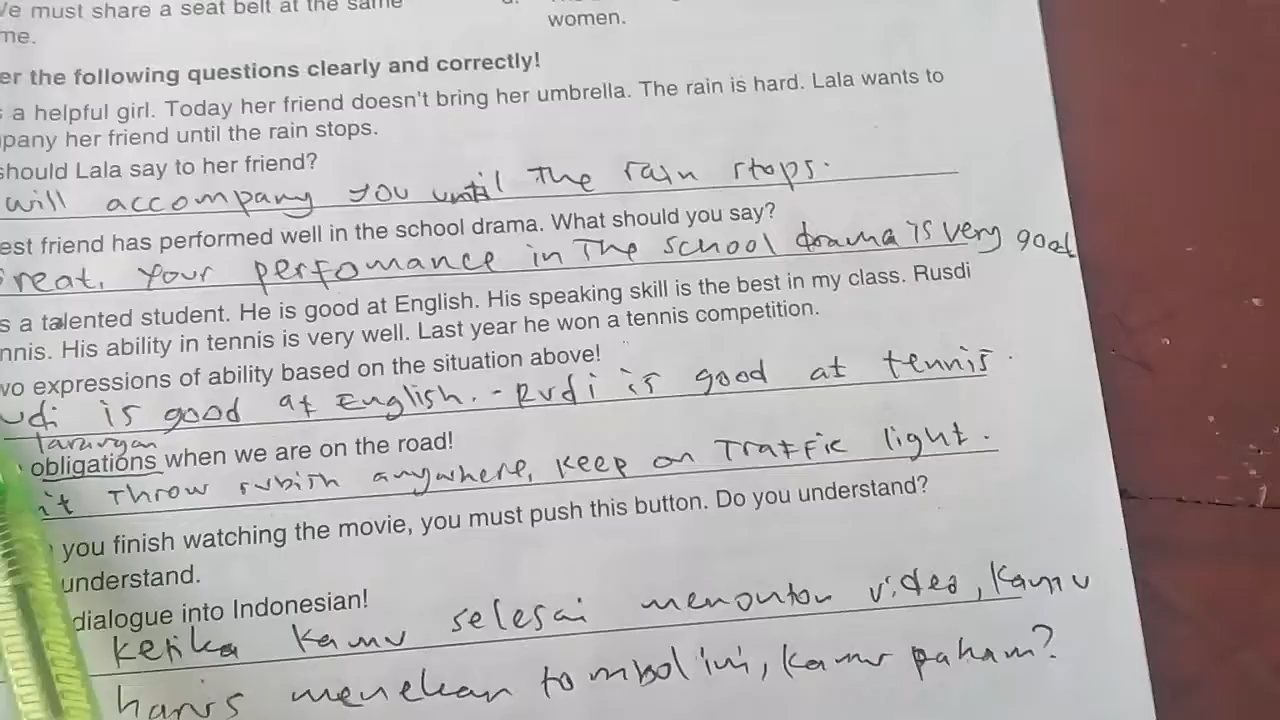 We must share a seat belt at the same
me.
women.
er the following questions clearly and correctly!
s a helpful girl. Today her friend doesn't bring her umbrella. The rain is hard. Lala wants to
pany her friend until the rain stops.
should Lala say to her friend?
will accompany you until the rain stops.
est friend has performed well in the school drama. What should you say?
reat, Your perfomance in The school drama is very good
s a talented student. He is good at English. His speaking skill is the best in my class. Rusdi
nnis. His ability in tennis is very well. Last year he won a tennis competition.
wo expressions of ability based on the situation above!
udi is good at English. - Rudi is good at tennis.
obligations when we are on the road!
it Throw rubish anywhere, keep on Traffic light.
you finish watching the movie, you must push this button. Do you understand?
understand.
dialogue into Indonesian!
ketika kamu selesai menonton video, kamu
harus menekan tombol ini, kamu paham?